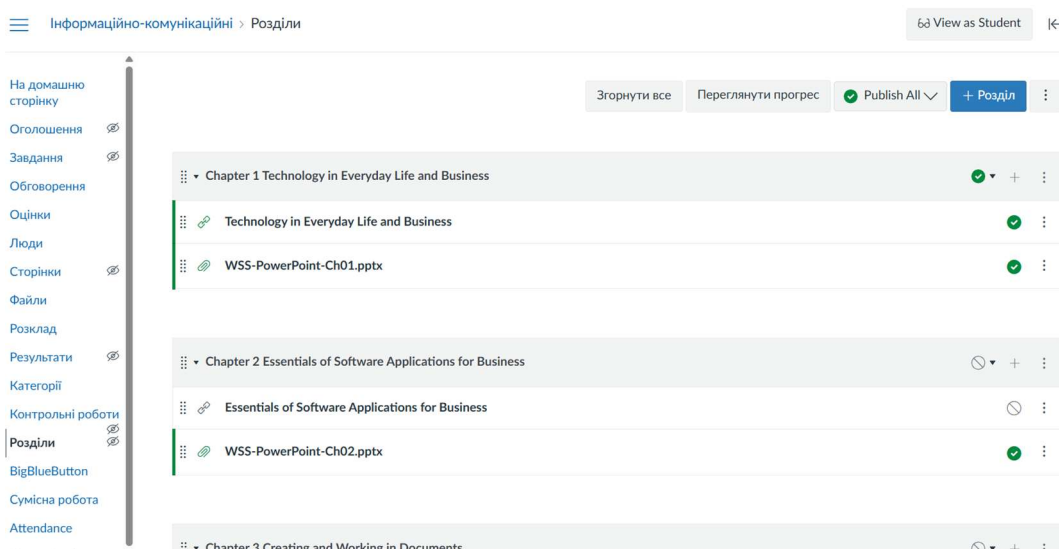 Інформаційно-комунікаційні > Розділи
View as Student
На домашню
сторінку
Оголошення
Завдання
Обговорення
Оцінки
Люди
Сторінки
Файли
Розклад
Результати
Категорії
Контрольні роботи
Розділи
BigBlueButton
Сумісна робота
Attendance
Згорнути все
Переглянути прогрес
Publish All
+ Розділ
Chapter 1 Technology in Everyday Life and Business
Technology in Everyday Life and Business
WSS-PowerPoint-Ch01.pptx
Chapter 2 Essentials of Software Applications for Business
Essentials of Software Applications for Business
WSS-PowerPoint-Ch02.pptx
Chapter 3 Creating and Working in Documents